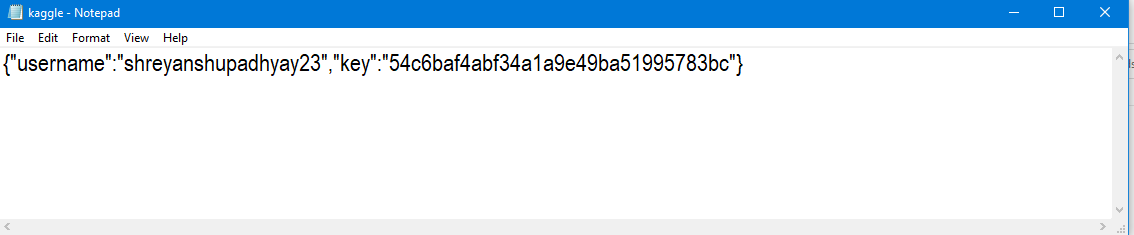 kaggle - Notepad
File Edit Format View Help
{"username":"shreyanshupadhyay23","key":"54c6baf4abf34a1a9e49ba51995783bc"}